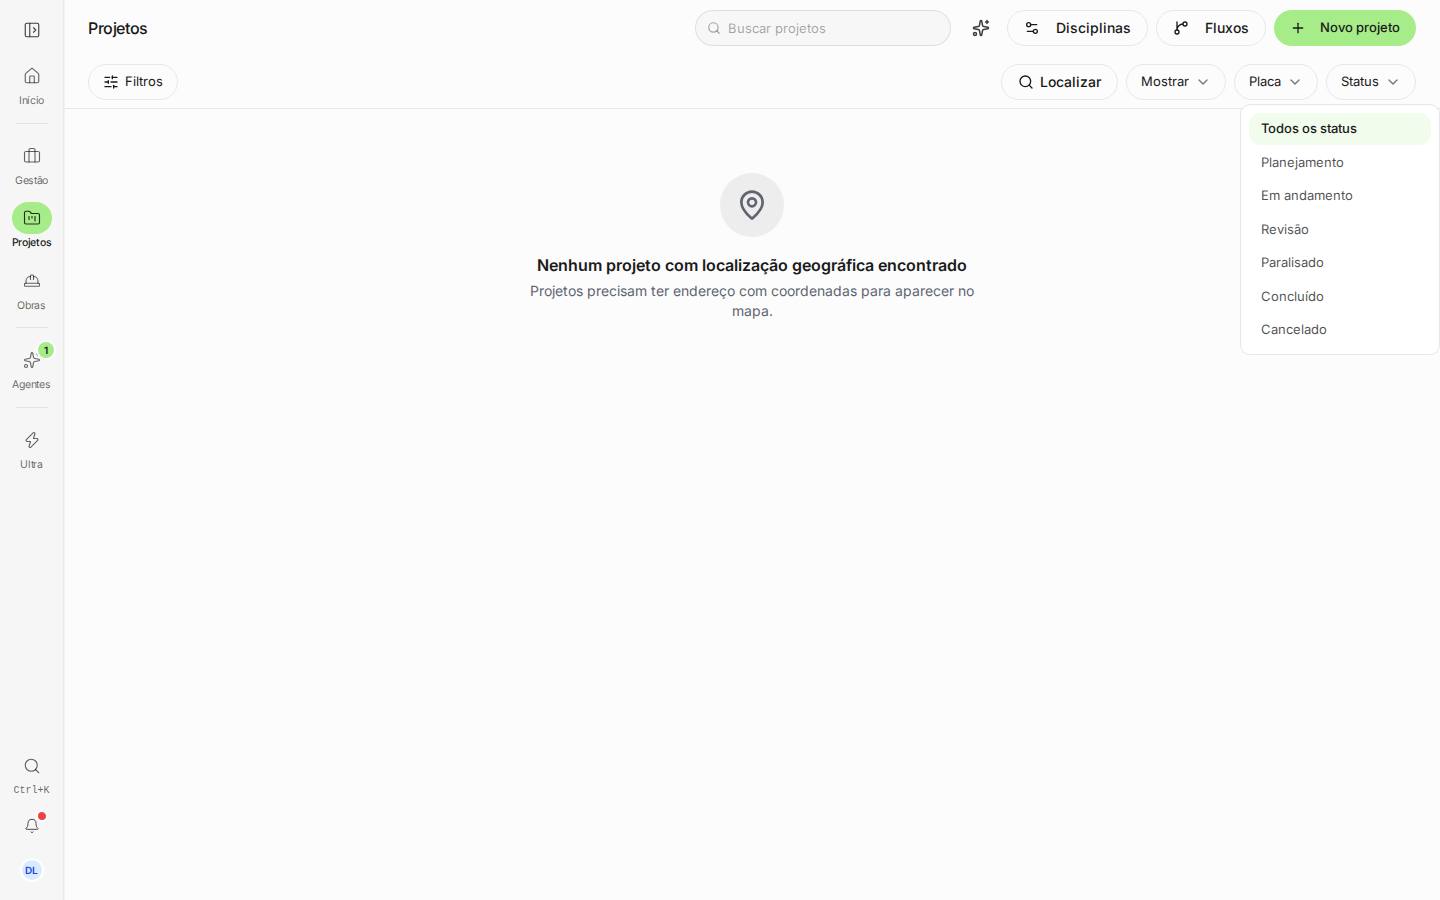 Projetos
Buscar projetos
Disciplinas
Fluxos
Novo projeto
Filtros
Localizar
Mostrar
Placa
Status
Início
Gestão
Projetos
Obras
1
Agentes
Ultra
Ctrl+K
DL
Todos os status
Planejamento
Em andamento
Revisão
Paralisado
Concluído
Cancelado
Nenhum projeto com localização geográfica encontrado
Projetos precisam ter endereço com coordenadas para aparecer no
mapa.